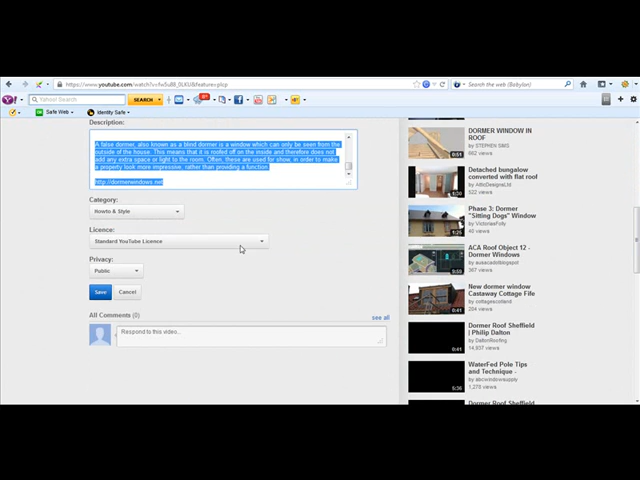 Yahoo! Search
SEARCH
Search the web (Babylon)
Safe Web
Identity Safe
Description:
A false dormer, also known as a blind dormer is a window which can only be seen from the
outside of the house. This means that it is roofed off on the inside and therefore does not
add any extra space or light to the room. Often, these are used for show, in order to make
a property look more impressive, rather than providing a function.
http://dormerwindows.net
Category:
Howto & Style
Licence:
Standard YouTube Licence
Privacy:
Public
Save
Cancel
All Comments (0)
see all
Respond to this video...
DORMER WINDOW IN
ROOF
by STEPHEN SIMS
662 views
0:51
Detached bungalow
converted with flat roof
by AtticDesignsLtd
522 views
Phase 3: Dormer
"Sitting Dogs" Window
by VictoriasFolly
40 views
ACA Roof Object 12 -
Dormer Windows
367 views
New dormer window
Castaway Cottage Fife
by cottagescotland
204 views
Dormer Roof Sheffield
| Philip Dalton
by DaltonRoofing
14,837 views
0:41
WaterFed Pole Tips
and Technique -
by abcwindowsupply
1,278 views
5:36
Dormer Roof Sheffield